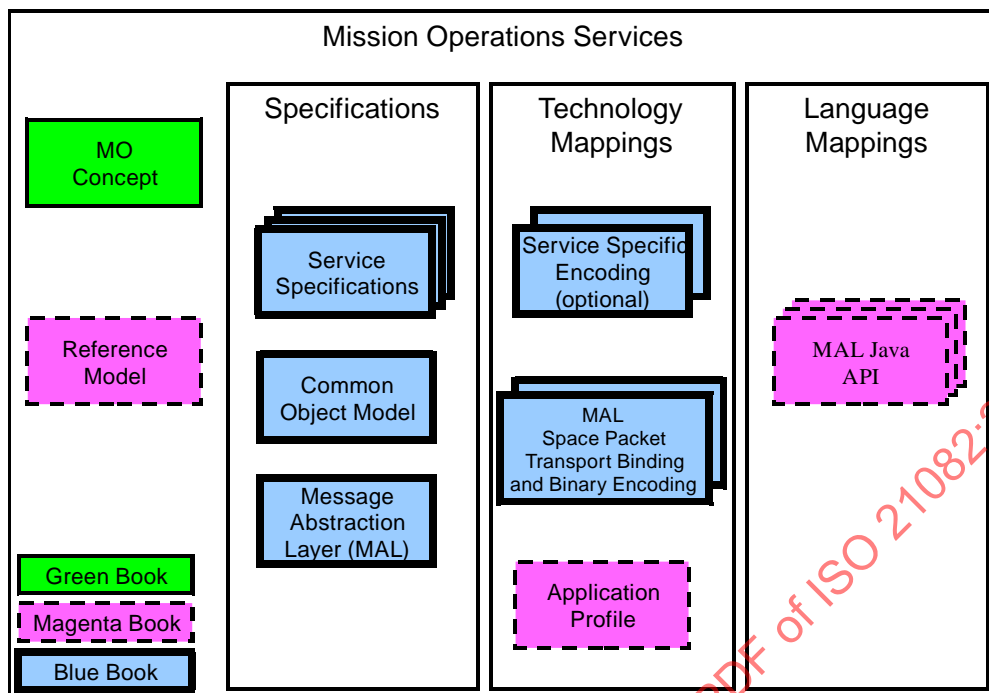 Mission Operations Services
MO
Concept
Reference
Model
Green Book
Magenta Book
Blue Book
Specifications
Service
Specifications
Common
Object Model
Message
Abstraction
Layer (MAL)
Technology
Mappings
Service Specific
Encoding
(optional)
MAL
Space Packet
Transport Binding
and Binary Encoding
Application
Profile
Language
Mappings
MAL Java
API
PDF of ISO 21082: